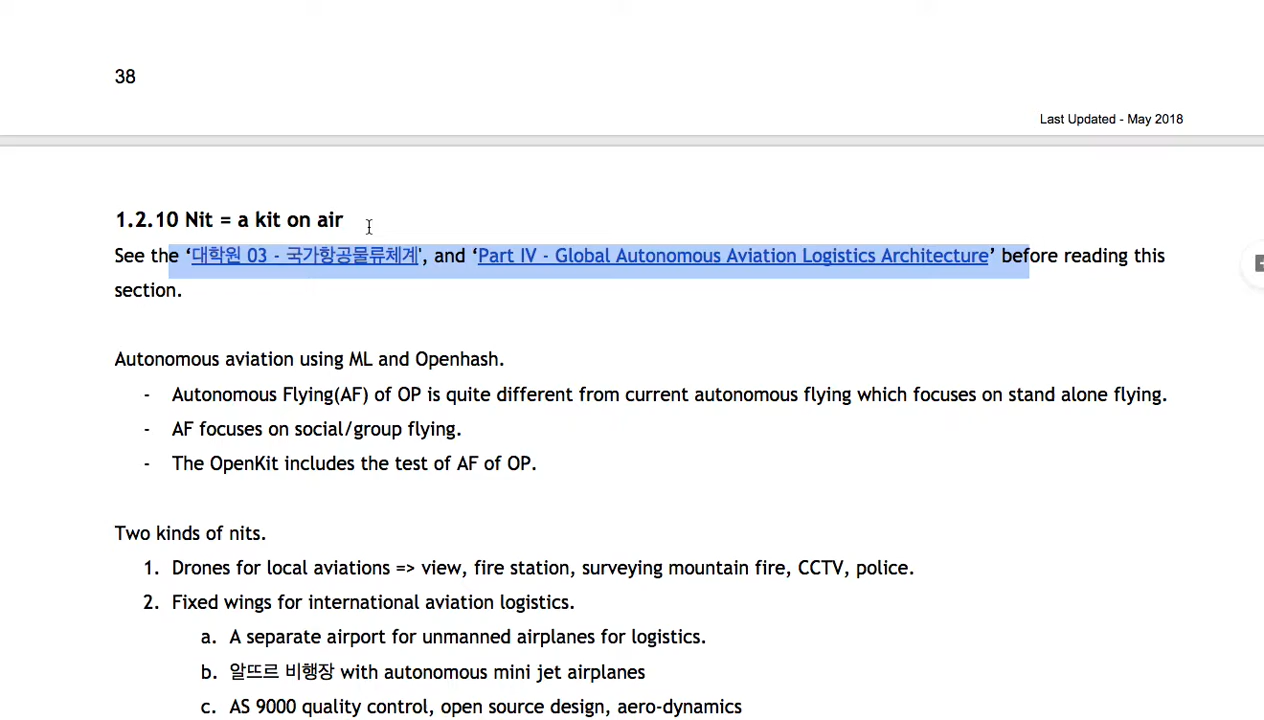 38
Last Updated - May 2018
1.2.10 Nit = a kit on air
See the ‘대학원 03 - 국가항공물류체계', and ‘Part IV - Global Autonomous Aviation Logistics Architecture’ before reading this
section.
Autonomous aviation using ML and Openhash.
- Autonomous Flying(AF) of OP is quite different from current autonomous flying which focuses on stand alone flying.
- AF focuses on social/group flying.
- The OpenKit includes the test of AF of OP.
Two kinds of nits.
1. Drones for local aviations => view, fire station, surveying mountain fire, CCTV, police.
2. Fixed wings for international aviation logistics.
a. A separate airport for unmanned airplanes for logistics.
b. 알뜨르 비행장 with autonomous mini jet airplanes
c. AS 9000 quality control, open source design, aero-dynamics